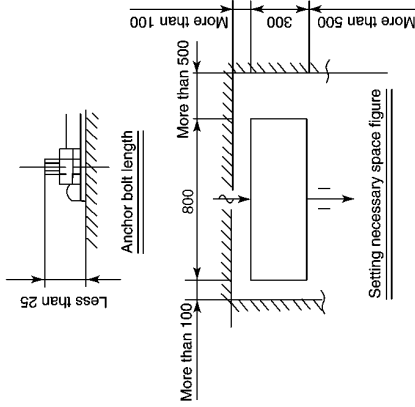 More than 100
300
More than 500
More than 500
800
More than 100
Less than 25
Anchor bolt length
Setting necessary space figure